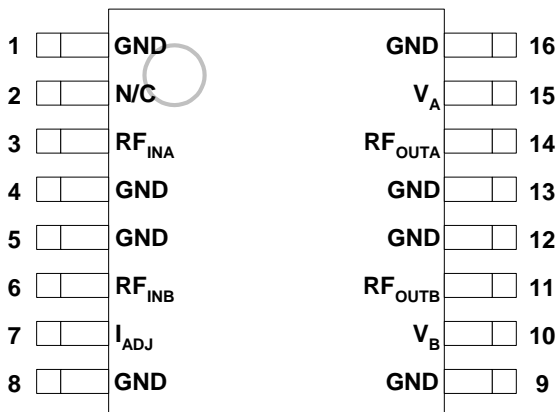 1 GND GND 16
2 N/C V_A 15
3 RF_INA RF_OUTA 14
4 GND GND 13
5 GND GND 12
6 RF_INB RF_OUTB 11
7 I_ADJ V_B 10
8 GND GND 9